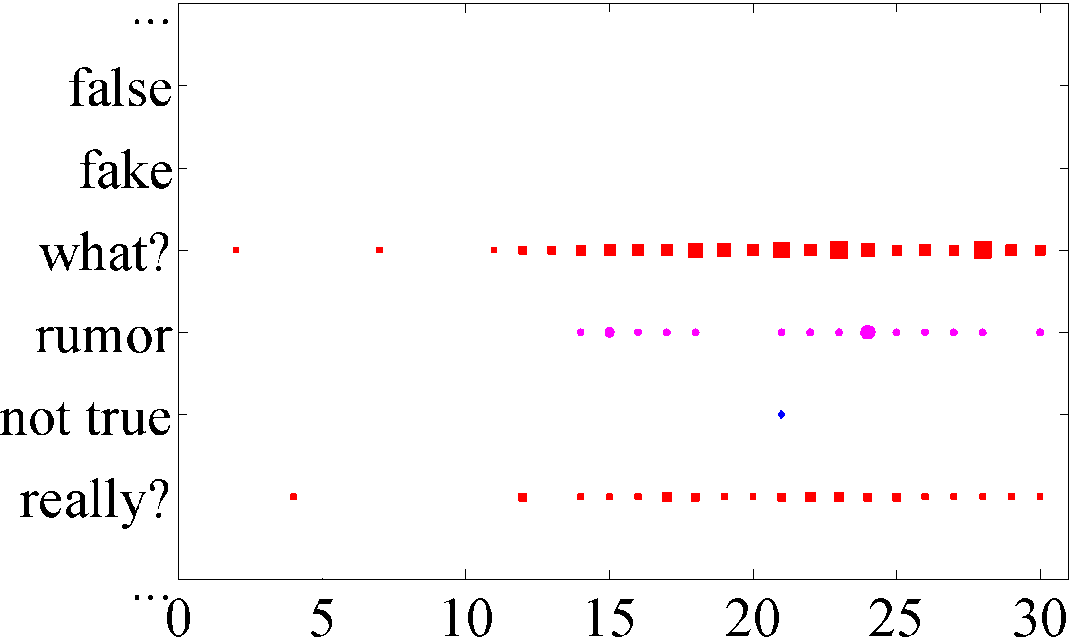 ...
false
fake
what?
rumor
not true
really?
...
0 5 10 15 20 25 30